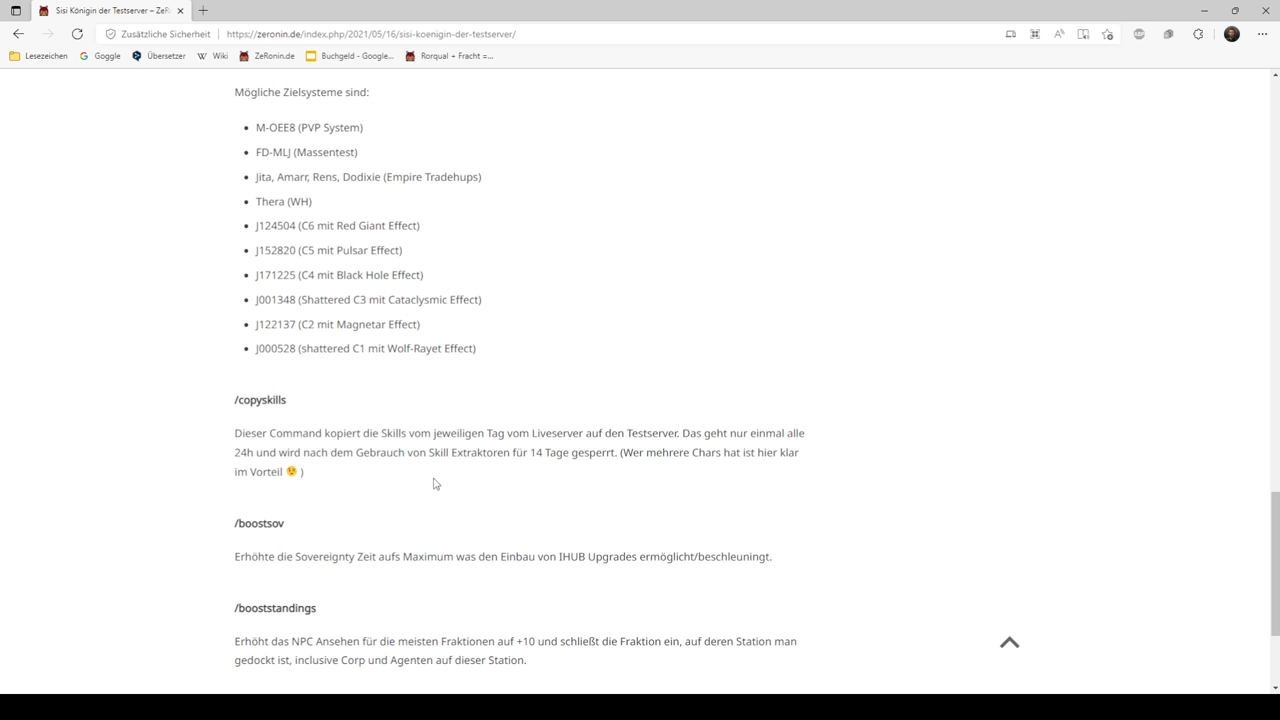 Sisi Königin der Testserver – ZeR
Zusätzliche Sicherheit
https://zeronin.de/index.php/2021/05/16/sisi-koenigin-der-testserver/
Lesezeichen
Goggle
Übersetzer
Wiki
ZeRonin.de
Buchgeld - Google...
Rorqual + Fracht =...
Mögliche Zielsysteme sind:
M-OEE8 (PVP System)
FD-MLJ (Massentest)
Jita, Amarr, Rens, Dodixie (Empire Tradehups)
Thera (WH)
J124504 (C6 mit Red Giant Effect)
J152820 (C5 mit Pulsar Effect)
J171225 (C4 mit Black Hole Effect)
J001348 (Shattered C3 mit Cataclysmic Effect)
J122137 (C2 mit Magnetar Effect)
J000528 (shattered C1 mit Wolf-Rayet Effect)
/copyskills
Dieser Command kopiert die Skills vom jeweiligen Tag vom Liveserver auf den Testserver. Das geht nur einmal alle
24h und wird nach dem Gebrauch von Skill Extraktoren für 14 Tage gesperrt. (Wer mehrere Chars hat ist hier klar
im Vorteil 😉 )
/boostsov
Erhöhte die Sovereignty Zeit aufs Maximum was den Einbau von IHUB Upgrades ermöglicht/beschleuningt.
/booststandings
Erhöht das NPC Ansehen für die meisten Fraktionen auf +10 und schließt die Fraktion ein, auf deren Station man
gedockt ist, inclusive Corp und Agenten auf dieser Station.